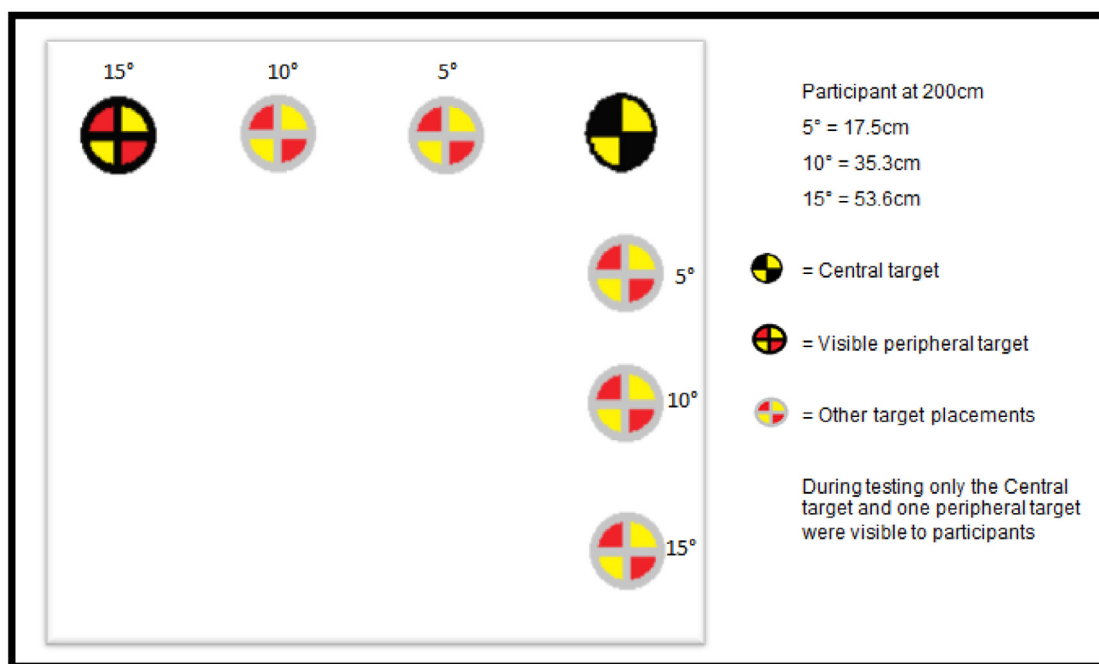 15°
10°
5°
5°
10°
15°
Participant at 200cm
5° = 17.5cm
10° = 35.3cm
15° = 53.6cm
= Central target
= Visible peripheral target
= Other target placements
During testing only the Central
target and one peripheral target
were visible to participants